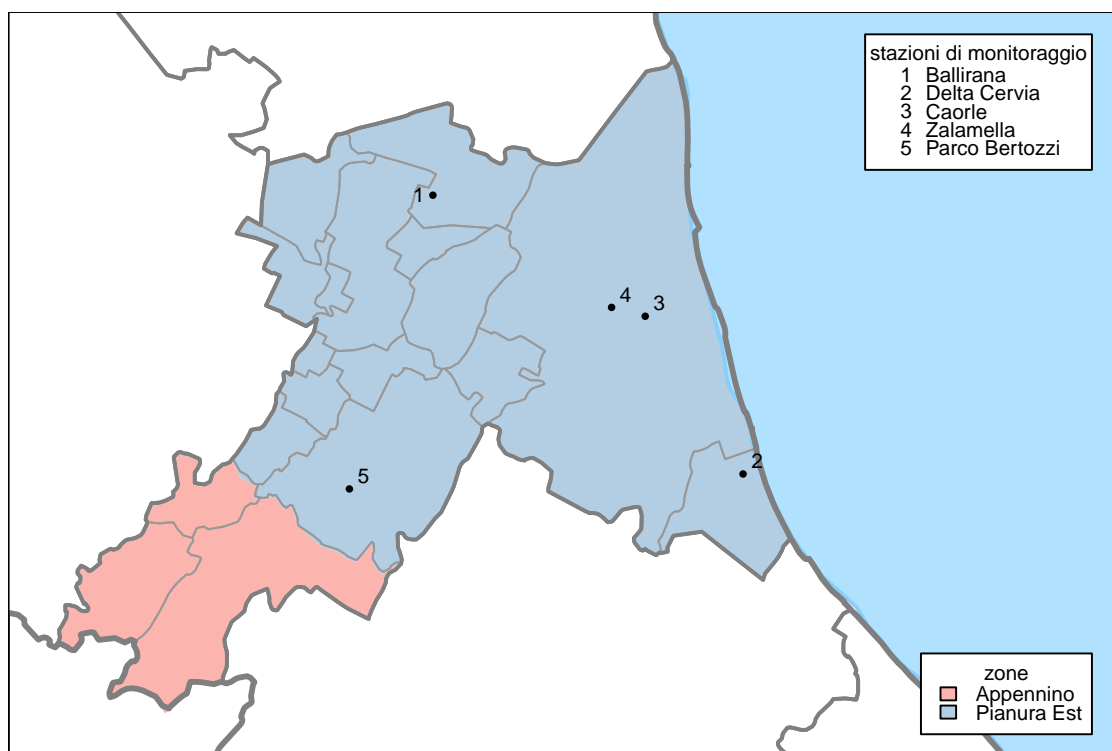 stazioni di monitoraggio
1 Ballirana
2 Delta Cervia
3 Caorle
4 Zalamella
5 Parco Bertozzi
1
4
3
2
5
zone
Appennino
Pianura Est